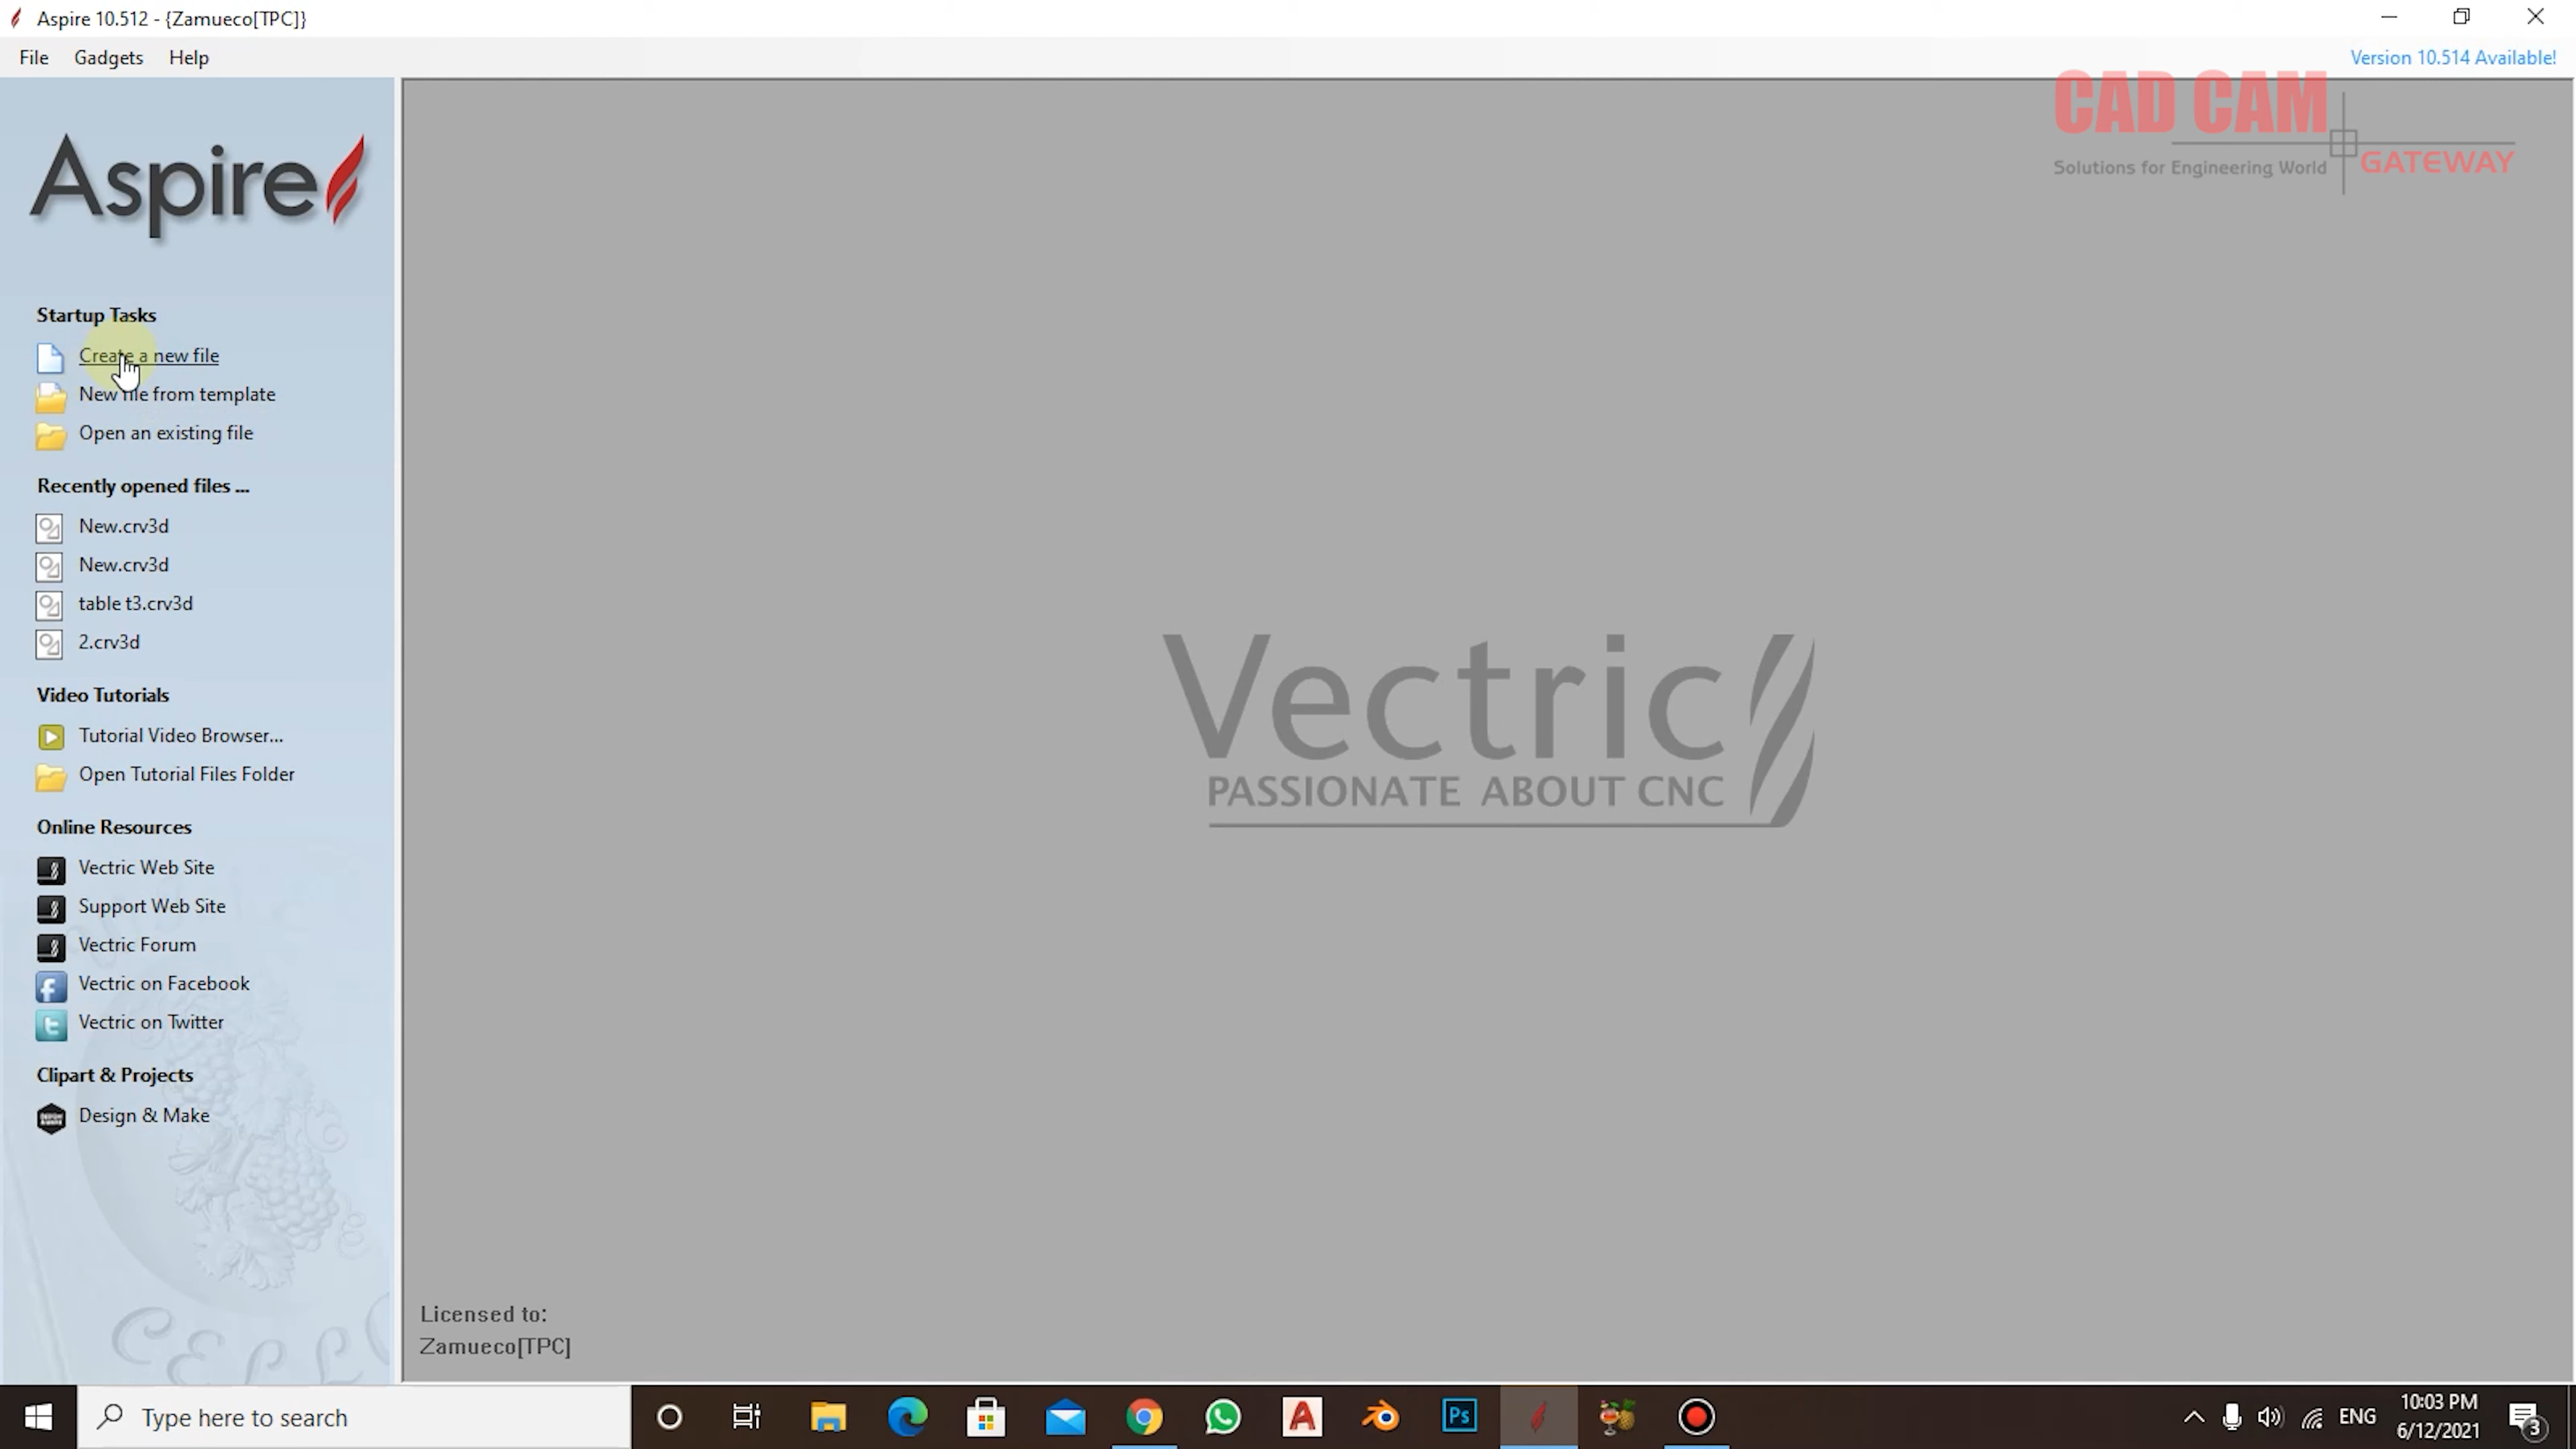 Aspire 10.512 - {Zamueco[TPC]}
File Gadgets Help
Version 10.514 Available!
CAD CAM
Solutions for Engineering World
GATEWAY
Aspire
Startup Tasks
Create a new file
New file from template
Open an existing file
Recently opened files ...
New.crv3d
New.crv3d
table t3.crv3d
2.crv3d
Video Tutorials
Tutorial Video Browser...
Open Tutorial Files Folder
Online Resources
Vectric Web Site
Support Web Site
Vectric Forum
Vectric on Facebook
Vectric on Twitter
Clipart & Projects
Design & Make
Vectric
PASSIONATE ABOUT CNC
Licensed to:
Zamueco[TPC]
Type here to search
Ps
ENG
10:03 PM
6/12/2021
3